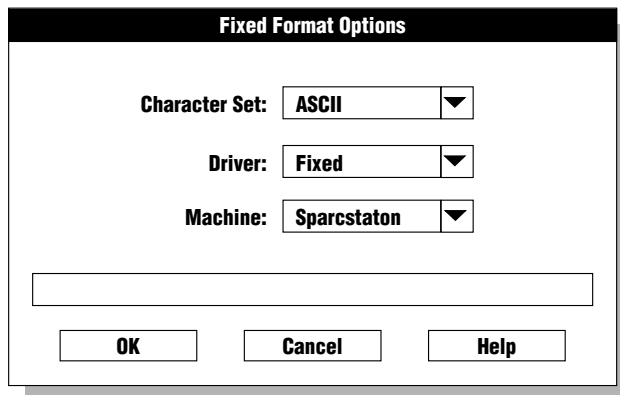 Fixed Format Options
Character Set: ASCII
Driver: Fixed
Machine: Sparcstaton
OK Cancel Help